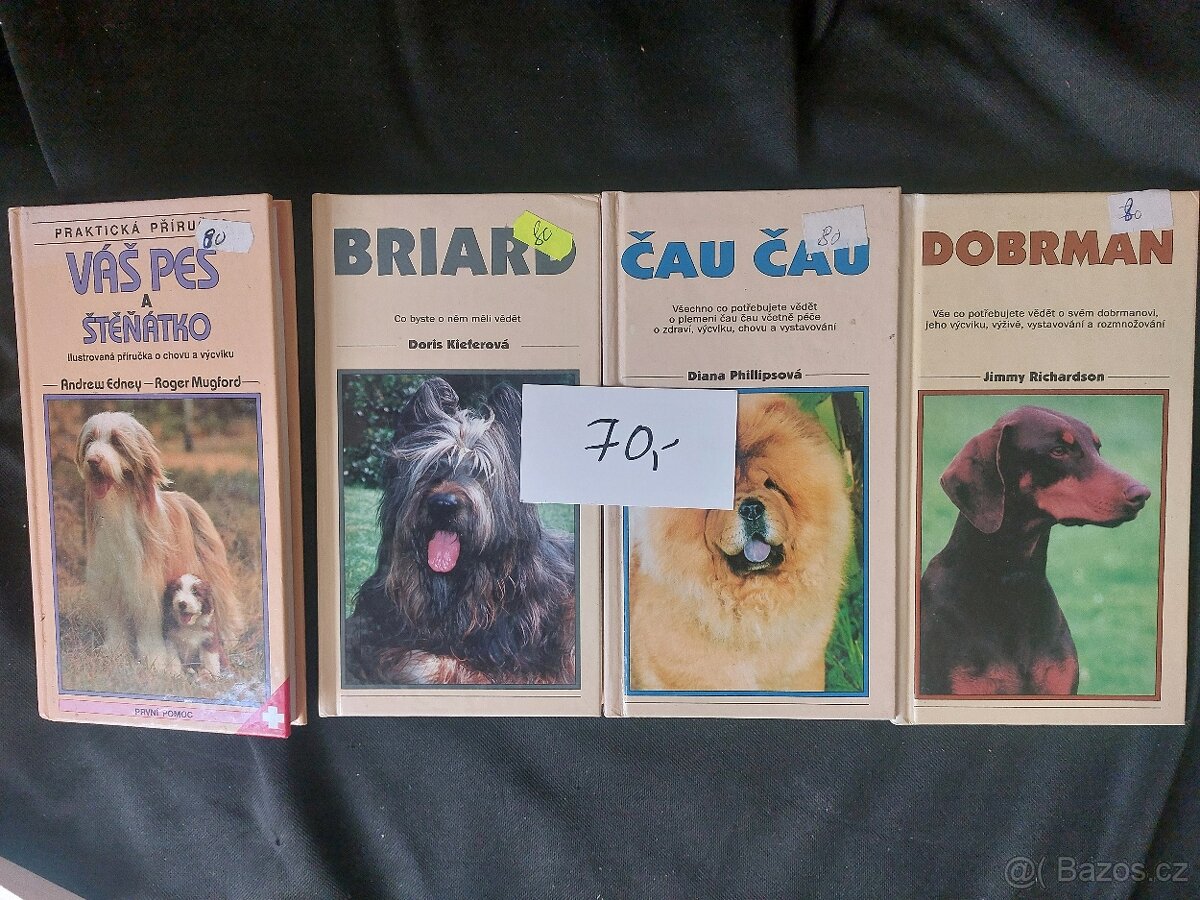 PRAKTICKÁ PŘÍRU
80
VÁŠ PES
A
ŠTĚŇÁTKO
ilustrovaná příručka o chovu a výcviku
Andrew Edney — Roger Mugford
PRVNÍ POMOC
BRIARD
80
Co byste o něm měli vědět
Doris Kieferová
ČAU ČAU
80
Všechno co potřebujete vědět
o plemeni čau čau včetně péče
o zdraví, výcviku, chovu a vystavování
Diana Phillipsová
70,-
DOBRMAN
80
Vše co potřebujete vědět o svém dobrmanovi,
jeho výcviku, výživě, vystavování a rozmnožování
Jimmy Richardson
@( Bazos.cz